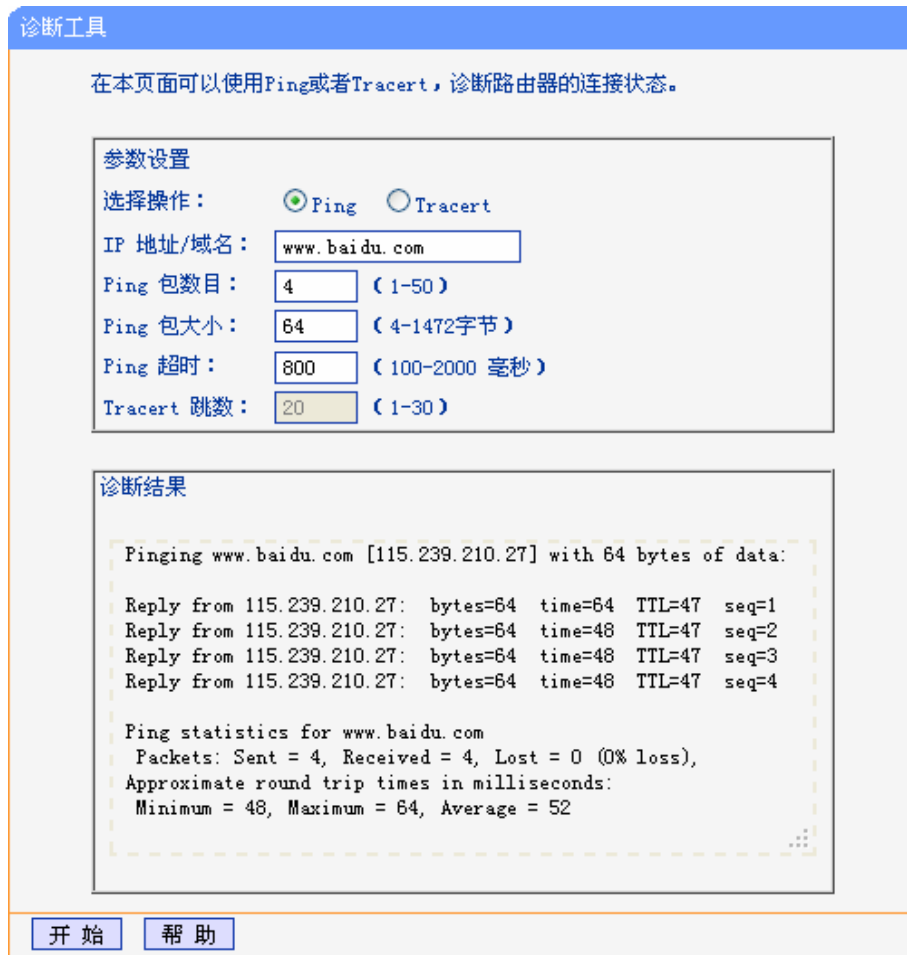 诊断工具
在本页面可以使用Ping或者Tracert，诊断路由器的连接状态。
参数设置
选择操作： Ping Tracert
IP 地址/域名： www.baidu.com
Ping 包数目： 4 （1-50）
Ping 包大小： 64 （4-1472字节）
Ping 超时： 800 （100-2000 毫秒）
Tracert 跳数： 20 （1-30）
诊断结果
Pinging www.baidu.com [115.239.210.27] with 64 bytes of data:
Reply from 115.239.210.27: bytes=64 time=64 TTL=47 seq=1
Reply from 115.239.210.27: bytes=64 time=48 TTL=47 seq=2
Reply from 115.239.210.27: bytes=64 time=48 TTL=47 seq=3
Reply from 115.239.210.27: bytes=64 time=48 TTL=47 seq=4
Ping statistics for www.baidu.com
Packets: Sent = 4, Received = 4, Lost = 0 (0% loss),
Approximate round trip times in milliseconds:
Minimum = 48, Maximum = 64, Average = 52
开 始 帮 助